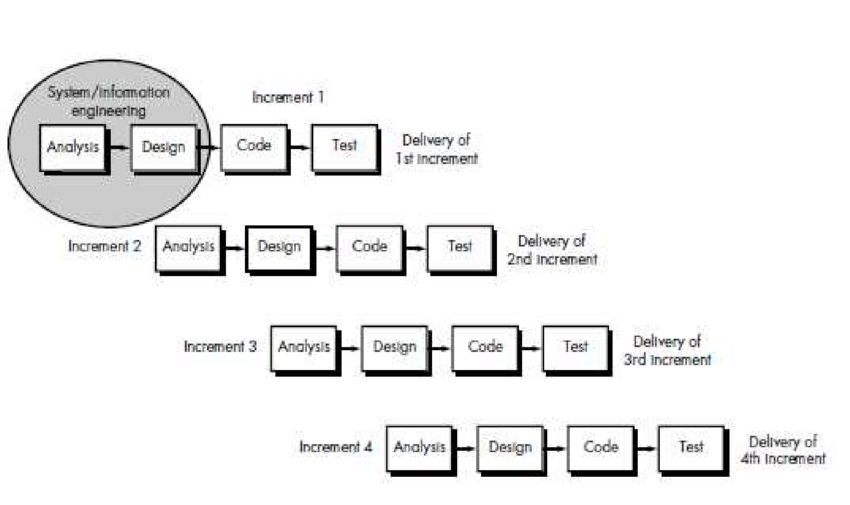 System/information
engineering
Increment 1
Analysis
Design
Code
Test
Delivery of
1st increment
Increment 2
Analysis
Design
Code
Test
Delivery of
2nd increment
Increment 3
Analysis
Design
Code
Test
Delivery of
3rd increment
Increment 4
Analysis
Design
Code
Test
Delivery of
4th increment